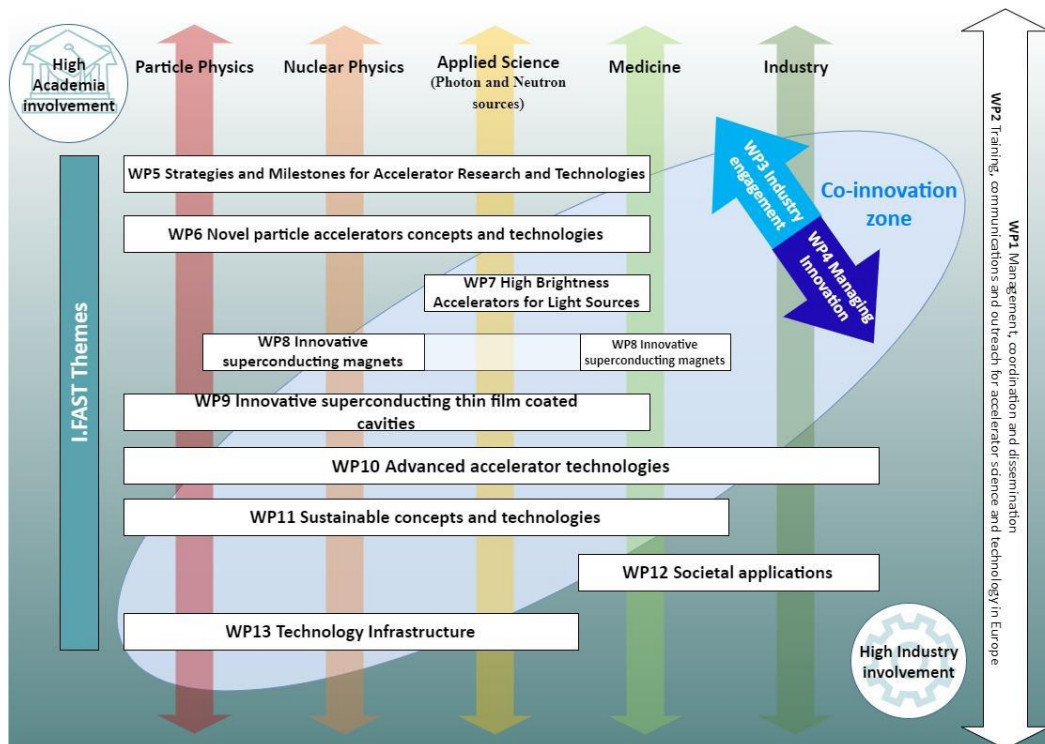 High
Academia
involvement
Particle Physics
Nuclear Physics
Applied Science
(Photon and Neutron
sources)
Medicine
Industry
WP5 Strategies and Milestones for Accelerator Research and Technologies
WP3 Industry
engagement
Co-innovation
zone
WP4 Managing
Innovation
WP6 Novel particle accelerators concepts and technologies
WP7 High Brightness
Accelerators for Light Sources
WP8 Innovative
superconducting magnets
WP8 Innovative
superconducting magnets
I.FAST Themes
WP9 Innovative superconducting thin film coated
cavities
WP10 Advanced accelerator technologies
WP11 Sustainable concepts and technologies
WP12 Societal applications
WP13 Technology Infrastructure
High Industry
involvement
WP1 Management, coordination and dissemination
WP2 Training, communications and outreach for accelerator science and technology in Europe